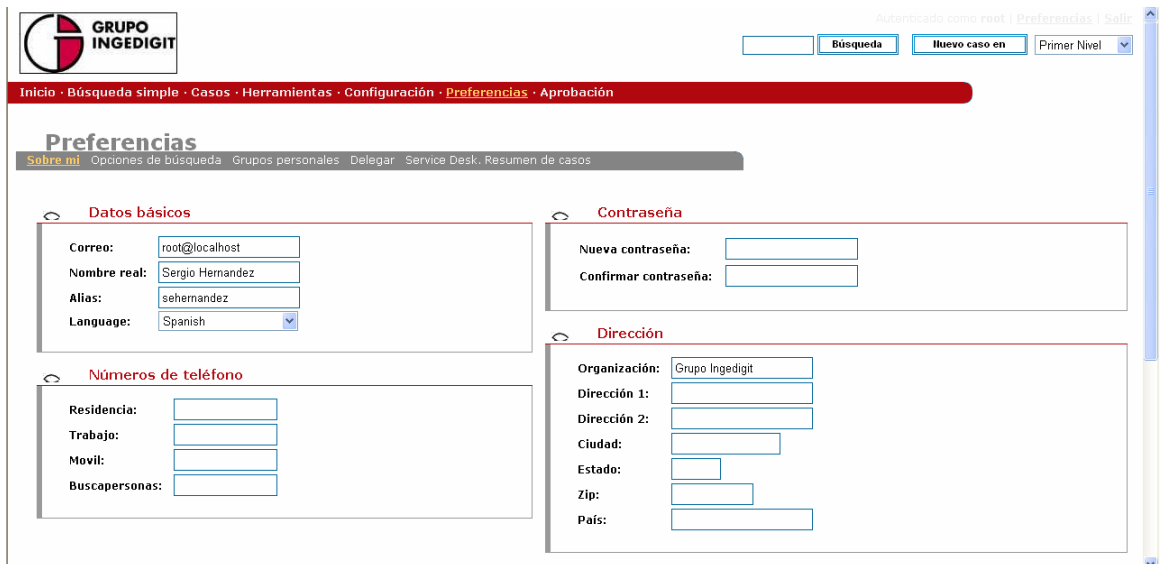 GRUPO
INGEDIGIT
Autenticado como root | Preferencias | Salir
Búsqueda Nuevo caso en Primer Nivel
Inicio · Búsqueda simple · Casos · Herramientas · Configuración · Preferencias · Aprobación
Preferencias
Sobre mi Opciones de búsqueda Grupos personales Delegar Service Desk. Resumen de casos
Datos básicos
Correo: root@localhost
Nombre real: Sergio Hernandez
Alias: sehernandez
Language: Spanish
Números de teléfono
Residencia:
Trabajo:
Movil:
Buscapersonas:
Contraseña
Nueva contraseña:
Confirmar contraseña:
Dirección
Organización: Grupo Ingedigit
Dirección 1:
Dirección 2:
Ciudad:
Estado:
Zip:
País: